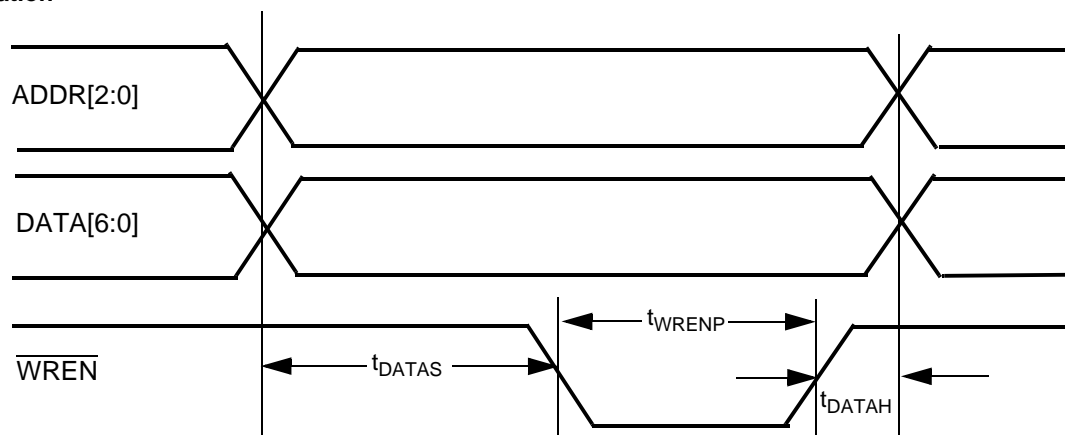 ADDR[2:0]
DATA[6:0]
tWRENP
WREN
tDATAS
tDATAH